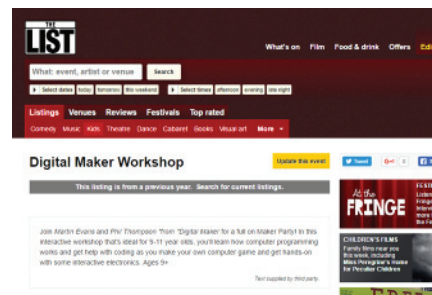 THE
LIST
What's on Film Food & drink Offers Edi
What: event, artist or venue Search
Select dates today tomorrow this weekend Select times afternoon evening late night
Listings Venues Reviews Festivals Top rated
Comedy Music Kids Theatre Dance Cabaret Books Visual art More
Digital Maker Workshop
Update this event
Tweet G+1 0
This listing is from a previous year. Search for current listings.
At the
FRINGE
FEST
Join Martin Evans and Phil Thompson from "Digital Maker for a full on Maker Party! In this
interactive workshop that's ideal for 9-11 year olds, you'll learn how computer programming
works and get help with coding as you make your own computer game and get hands-on
with some interactive electronics. Ages 9+
Text supplied by third party.
CHILDREN'S FILMS
Family films near you
this week, including
Miss Peregrine's Home
for Peculiar Children